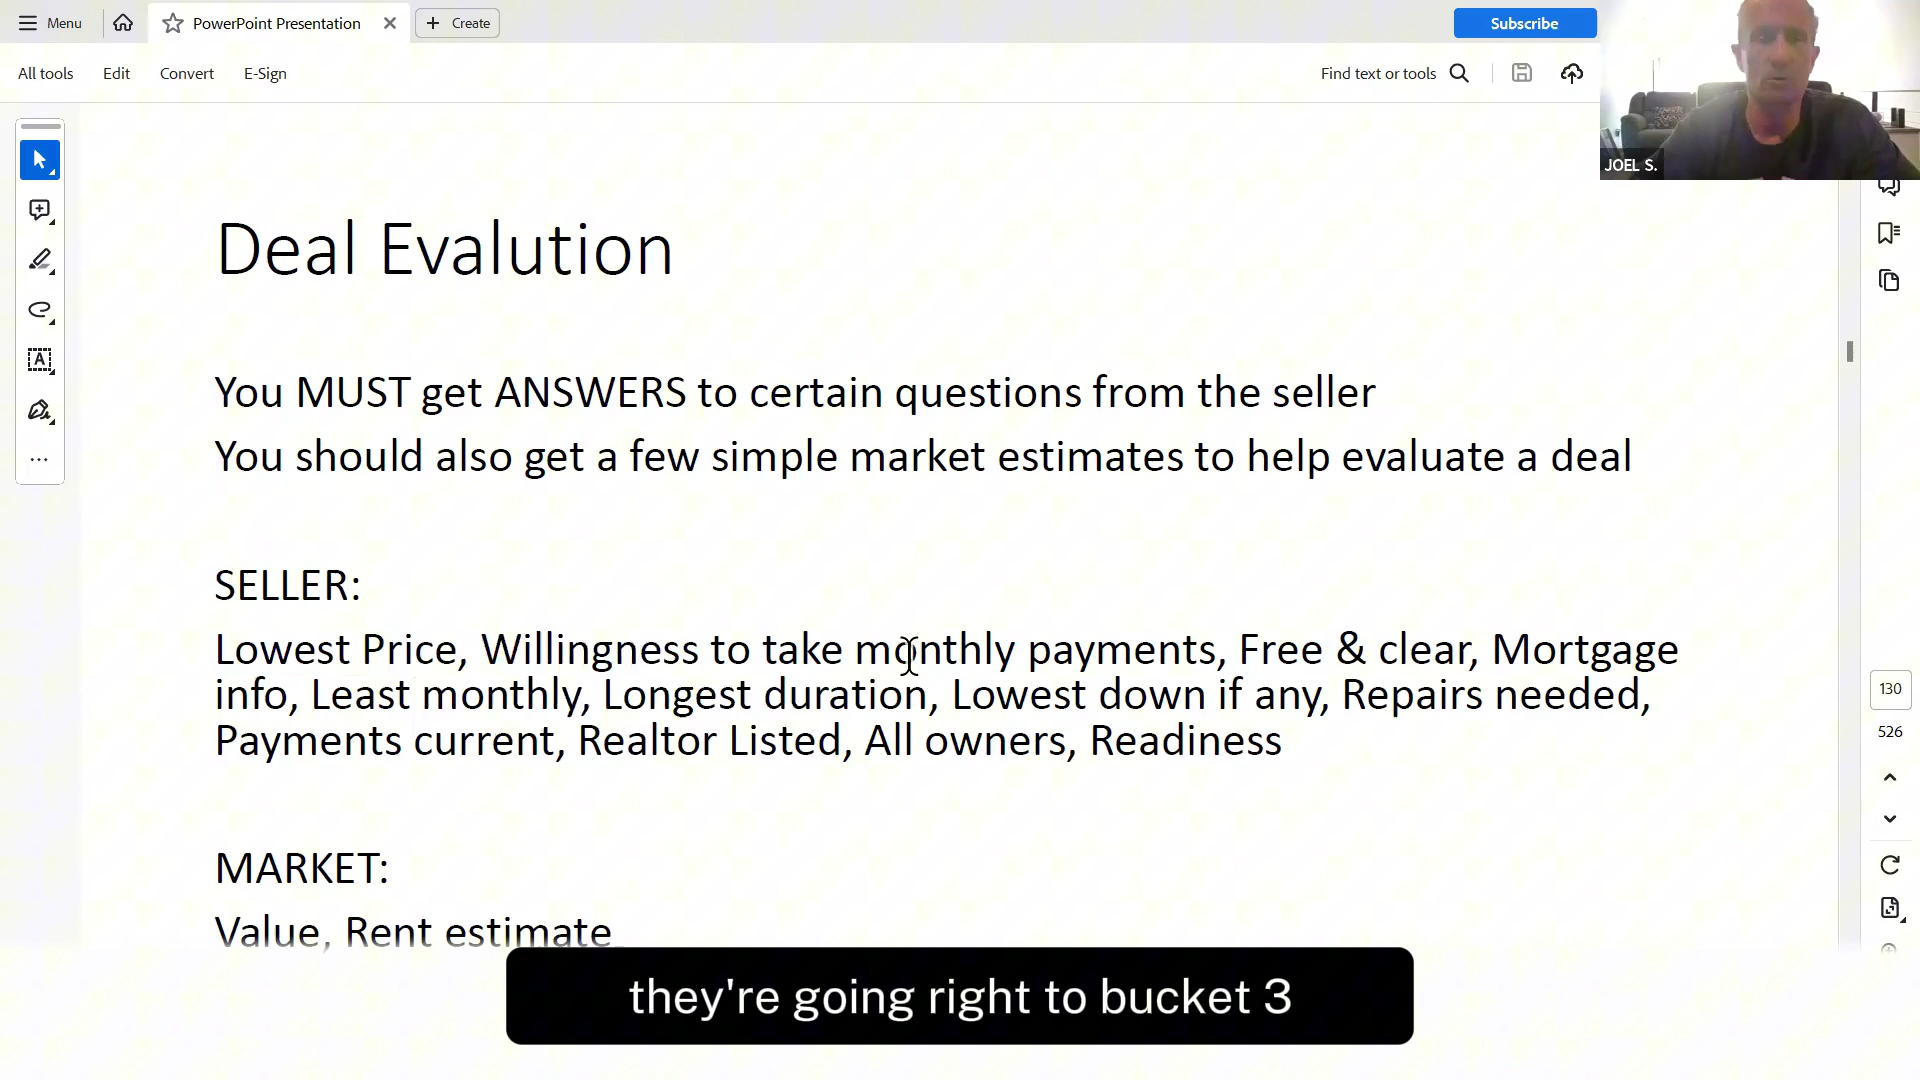 Menu
PowerPoint Presentation
Create
Subscribe
All tools
Edit
Convert
E-Sign
Find text or tools
JOEL S.
Deal Evalution
You MUST get ANSWERS to certain questions from the seller
You should also get a few simple market estimates to help evaluate a deal
SELLER:
Lowest Price, Willingness to take monthly payments, Free & clear, Mortgage
info, Least monthly, Longest duration, Lowest down if any, Repairs needed,
Payments current, Realtor Listed, All owners, Readiness
MARKET:
Value, Rent estimate
130
526
they're going right to bucket 3